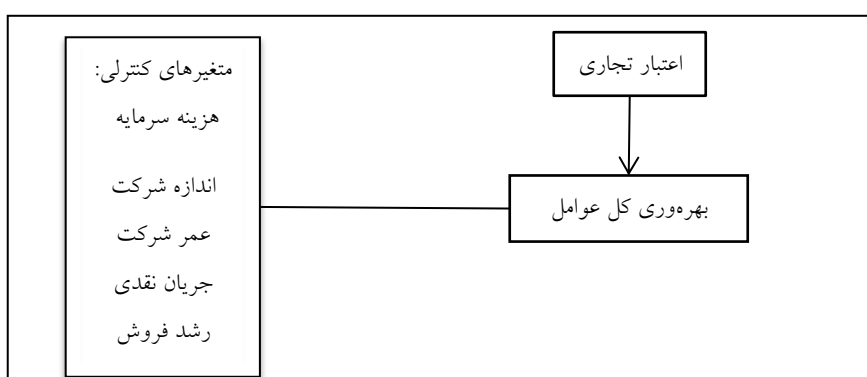 اعتبار تجاری
بهره‌وری کل عوامل
متغیرهای کنترلی:
هزینه سرمایه
اندازه شرکت
عمر شرکت
جریان نقدی
رشد فروش